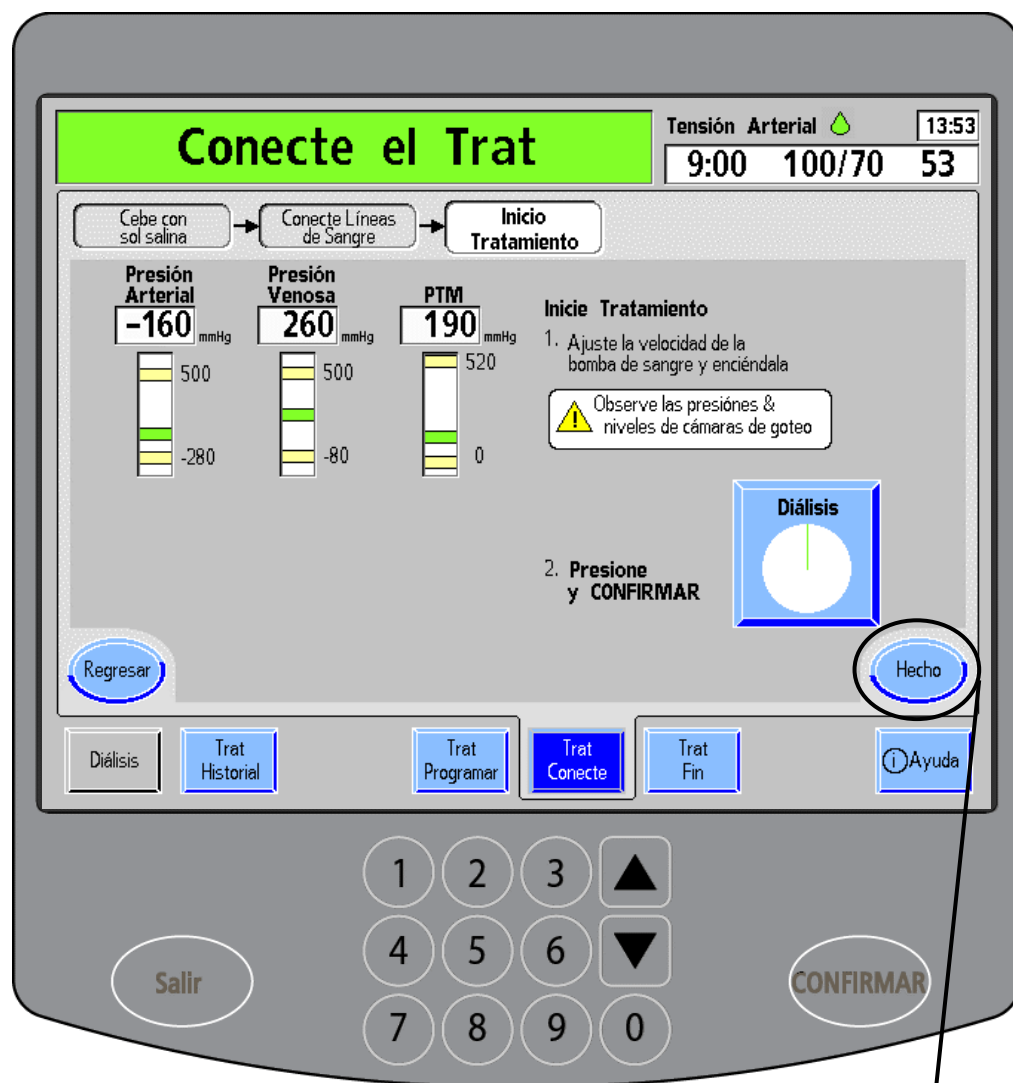 Conecte el Trat
Tensión Arterial
13:53
9:00 100/70 53
Cebe con
sol salina
Conecte Líneas
de Sangre
Inicio
Tratamiento
Presión
Arterial
-160 mmHg
500
-280
Presión
Venosa
260 mmHg
500
-80
PTM
190 mmHg
520
0
Inicie Tratamiento
1. Ajuste la velocidad de la
bomba de sangre y enciéndala
Observe las presiónes &
niveles de cámaras de goteo
2. Presione
y CONFIRMAR
Diálisis
Regresar
Hecho
Diálisis
Trat
Historial
Trat
Programar
Trat
Conecte
Trat
Fin
i Ayuda
1 2 3
4 5 6
7 8 9 0
Salir
CONFIRMAR